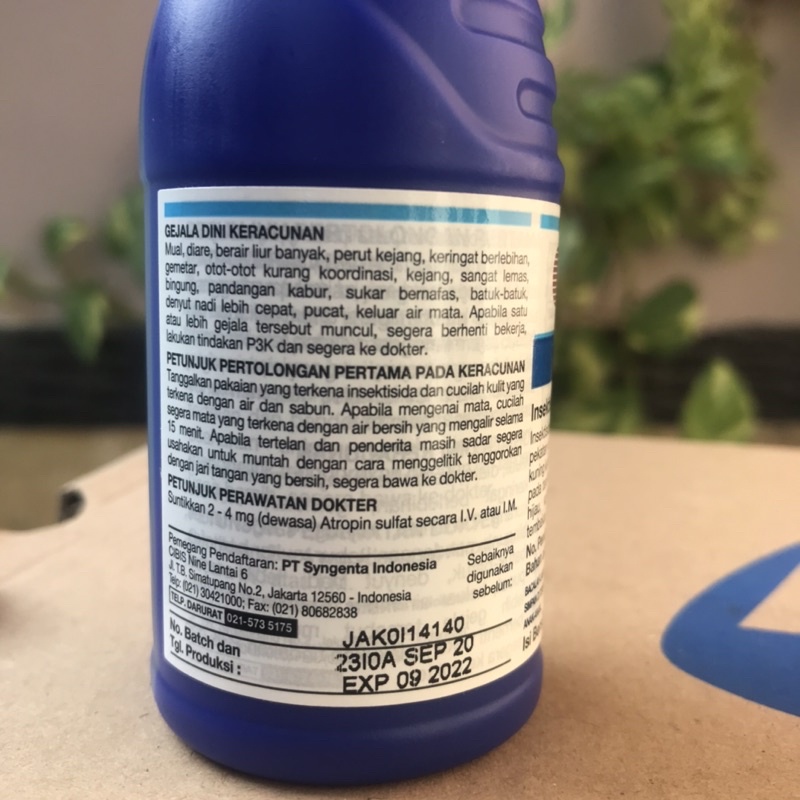 GEJALA DINI KERACUNAN
Mual, diare, berair liur banyak, perut kejang, keringat berlebihan,
gemetar, otot-otot kurang koordinasi, kejang, sangat lemas,
bingung, pandangan kabur, sukar bernafas, batuk-batuk,
denyut nadi lebih cepat, pucat, keluar air mata. Apabila satu
atau lebih gejala tersebut muncul, segera berhenti bekerja,
lakukan tindakan P3K dan segera ke dokter.
PETUNJUK PERTOLONGAN PERTAMA PADA KERACUNAN
Tanggalkan pakaian yang terkena insektisida dan cucilah kulit yang
terkena dengan air dan sabun. Apabila mengenai mata, cucilah
segera mata yang terkena dengan air bersih yang mengalir selama
15 menit. Apabila tertelan dan penderita masih sadar segera
usahakan untuk muntah dengan cara menggelitik tenggorokan
dengan jari tangan yang bersih, segera bawa ke dokter.
PETUNJUK PERAWATAN DOKTER
Suntikkan 2 - 4 mg (dewasa) Atropin sulfat secara I.V. atau I.M.
Pemegang Pendaftaran: PT Syngenta Indonesia
CIBIS Nine Lantai 6
Jl. T.B. Simatupang No.2, Jakarta 12560 - Indonesia
Telp: (021) 30421000; Fax: (021) 80682838
TELP. DARURAT 021-573 5175
Sebaiknya
digunakan
sebelum:
No. Batch dan
Tgl. Produksi :
JAK0I14140
23I0A SEP 20
EXP 09 2022
No.
Isi